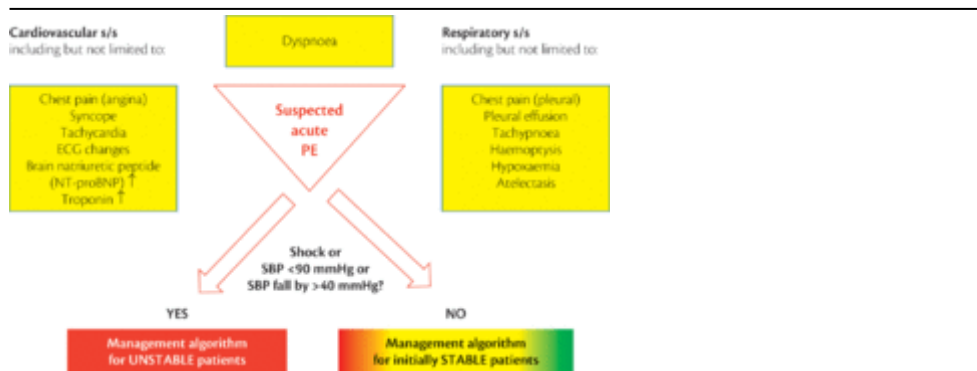 Cardiovascular s/s
including but not limited to:
Dyspnoea
Respiratory s/s
including but not limited to:
Chest pain (angina)
Syncope
Tachycardia
ECG changes
Brain natriuretic peptide
(NT-proBNP) ↑
Troponin ↑
Suspected
acute
PE
Chest pain (pleural)
Pleural effusion
Tachypnoea
Haemoptysis
Hypoxaemia
Atelectasis
Shock or
SBP <90 mmHg or
SBP fall by >40 mmHg?
YES
NO
Management algorithm
for UNSTABLE patients
Management algorithm
for initially STABLE patients